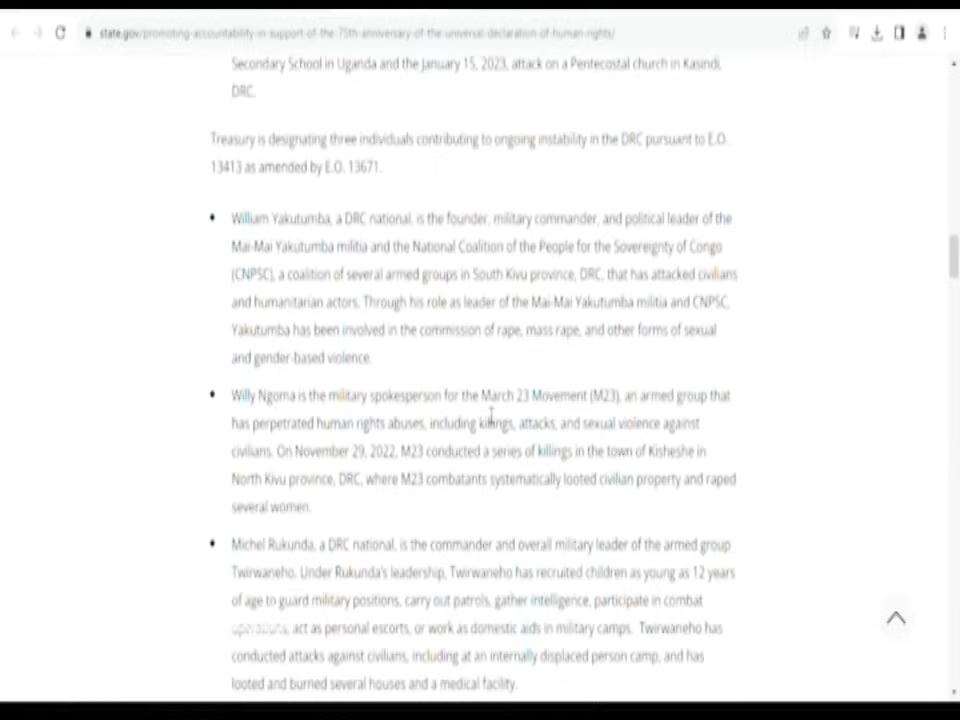 state.gov/promoting-accountability-in-support-of-the-75th-anniversary-of-the-universal-declaration-of-human-rights/
Secondary School in Uganda and the January 15, 2023, attack on a Pentecostal church in Kasindi,
DRC.
Treasury is designating three individuals contributing to ongoing instability in the DRC pursuant to E.O.
13413 as amended by E.O. 13671.
• William Yakutumba, a DRC national, is the founder, military commander, and political leader of the
Mai-Mai Yakutumba militia and the National Coalition of the People for the Sovereignty of Congo
(CNPSC), a coalition of several armed groups in South Kivu province, DRC, that has attacked civilians
and humanitarian actors. Through his role as leader of the Mai-Mai Yakutumba militia and CNPSC,
Yakutumba has been involved in the commission of rape, mass rape, and other forms of sexual
and gender-based violence.
• Willy Ngoma is the military spokesperson for the March 23 Movement (M23), an armed group that
has perpetrated human rights abuses, including killings, attacks, and sexual violence against
civilians. On November 29, 2022, M23 conducted a series of killings in the town of Kisheshe in
North Kivu province, DRC, where M23 combatants systematically looted civilian property and raped
several women.
• Michel Rukunda, a DRC national, is the commander and overall military leader of the armed group
Twirwaneho. Under Rukunda's leadership, Twirwaneho has recruited children as young as 12 years
of age to guard military positions, carry out patrols, gather intelligence, participate in combat
operations, act as personal escorts, or work as domestic aids in military camps. Twirwaneho has
conducted attacks against civilians, including at an internally displaced person camp, and has
looted and burned several houses and a medical facility.